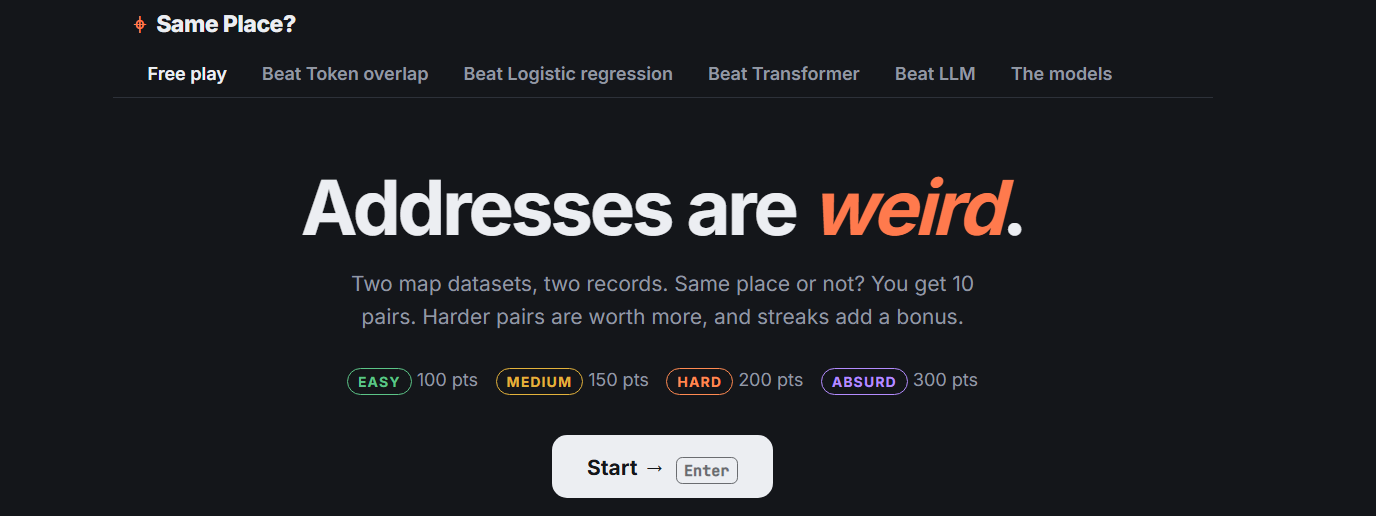 Same Place?
Free play Beat Token overlap Beat Logistic regression Beat Transformer Beat LLM The models
Addresses are weird.
Two map datasets, two records. Same place or not? You get 10
pairs. Harder pairs are worth more, and streaks add a bonus.
EASY 100 pts MEDIUM 150 pts HARD 200 pts ABSURD 300 pts
Start → Enter